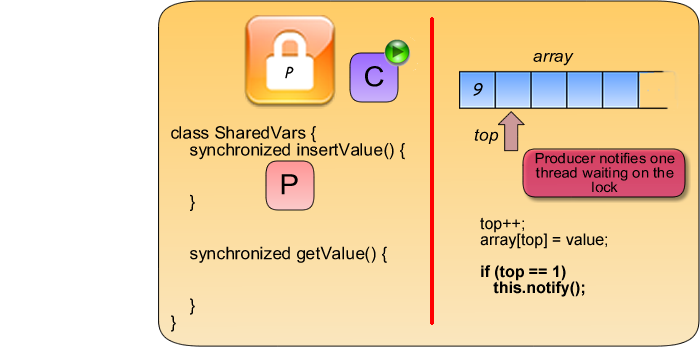 P
C
class SharedVars {
synchronized insertValue() {
P
}
synchronized getValue() {
}
}
array
9
top
Producer notifies one
thread waiting on the
lock
top++;
array[top] = value;
if (top == 1)
this.notify();